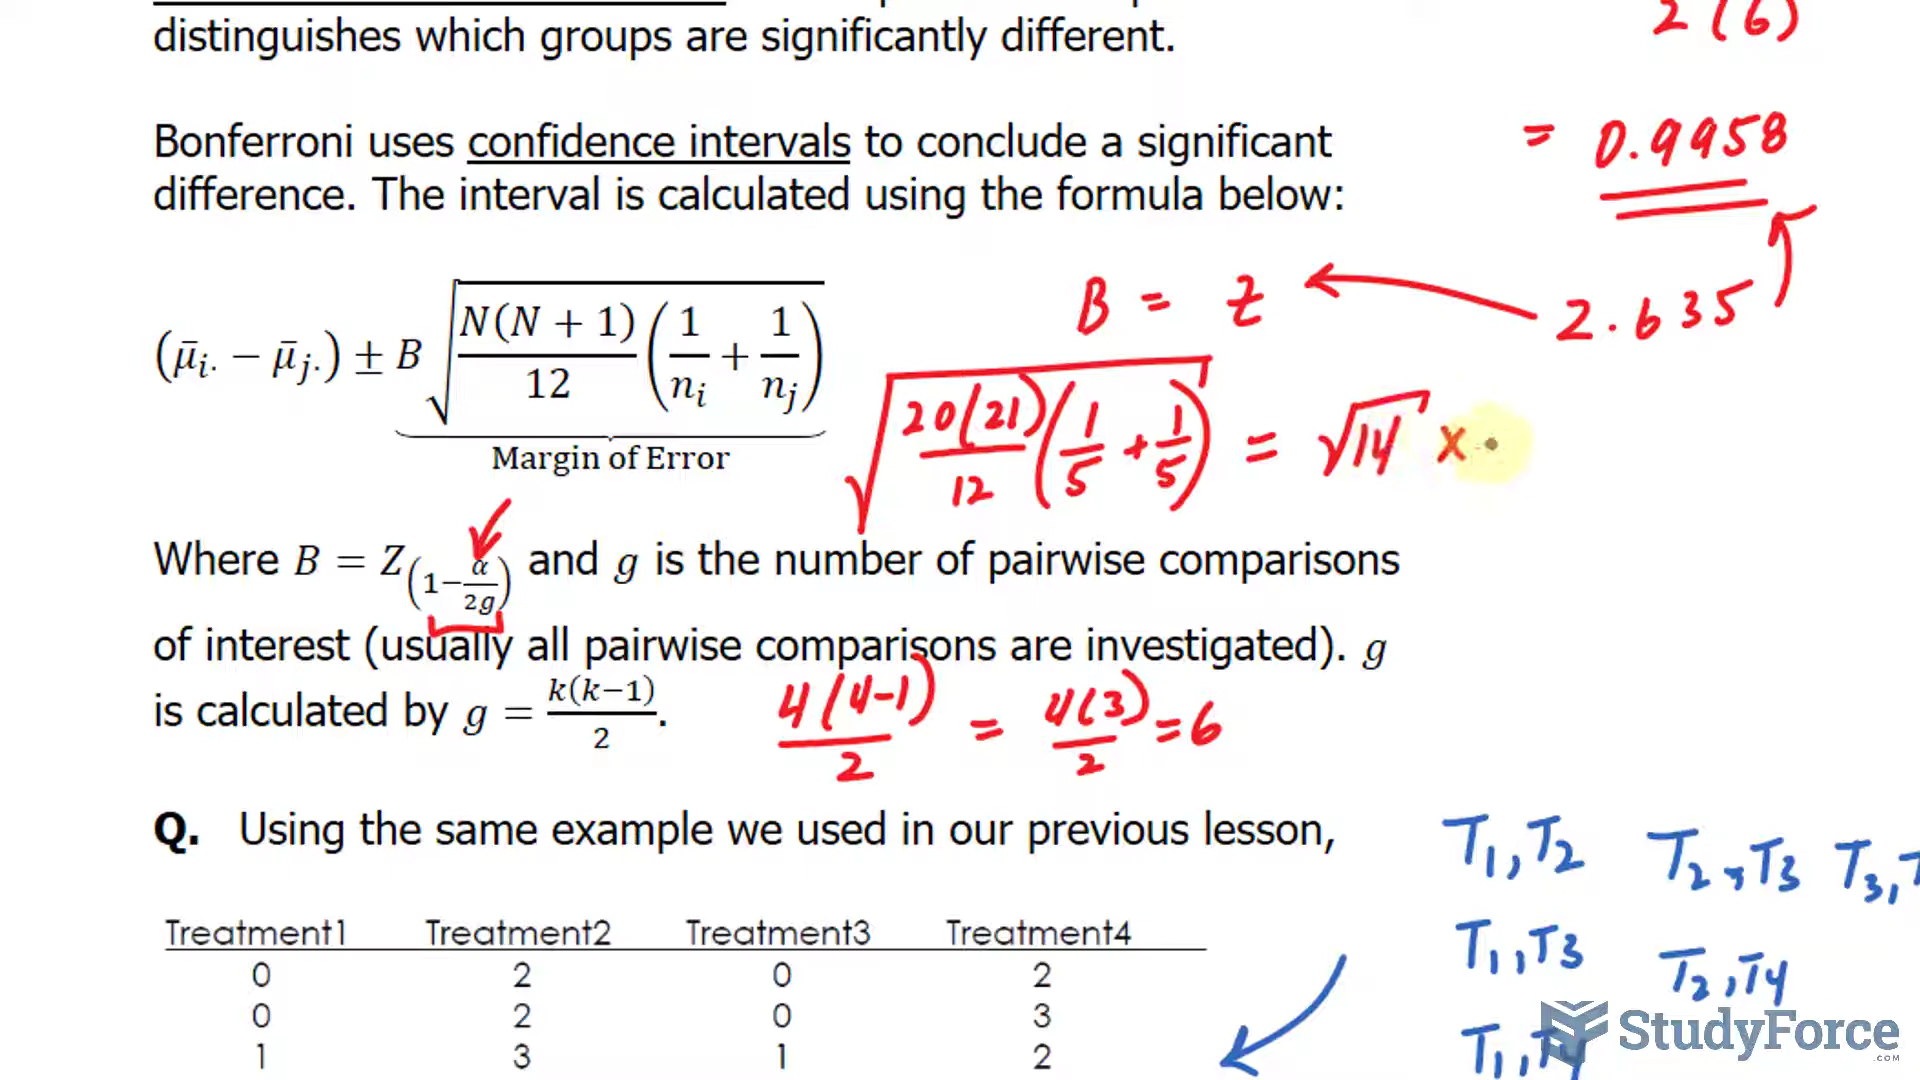 2(6)
distinguishes which groups are significantly different.
= 0.9958
Bonferroni uses confidence intervals to conclude a significant
difference. The interval is calculated using the formula below:
B = Z 2.635
(μ̄ᵢ. − μ̄ⱼ.) ± B √(N(N + 1)/12 (1/nᵢ + 1/nⱼ))
Margin of Error
√(20(21)/12 (1/5 + 1/5)) = √14 ×
Where B = Z(1−α/2g) and g is the number of pairwise comparisons
of interest (usually all pairwise comparisons are investigated). g
is calculated by g = k(k−1)/2.
4(4-1)/2 = 4(3)/2 = 6
Q. Using the same example we used in our previous lesson,
T1,T2 T2,T3 T3,T
Treatment1 Treatment2 Treatment3 Treatment4
T1,T3 T2,T4
0 2 0 2
0 2 0 3
1 3 1 2
T1,T4
StudyForce
.COM